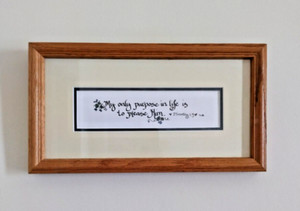 My only purpose in life is
to please Him.